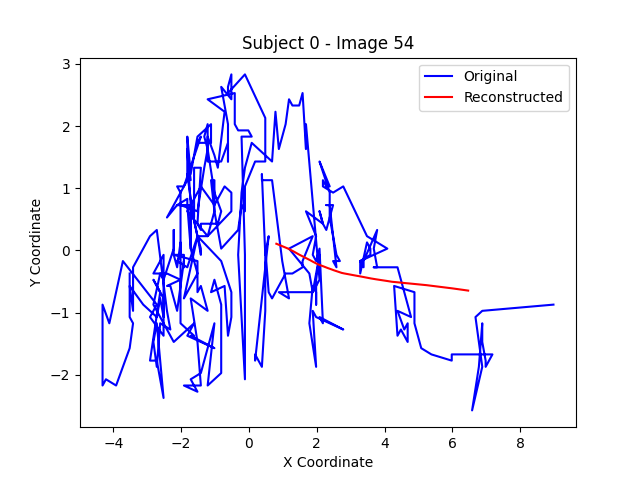 Subject 0 - Image 54
Original
Reconstructed
Y Coordinate
3
2
1
0
−1
−2
−4
−2
0
2
4
6
8
X Coordinate